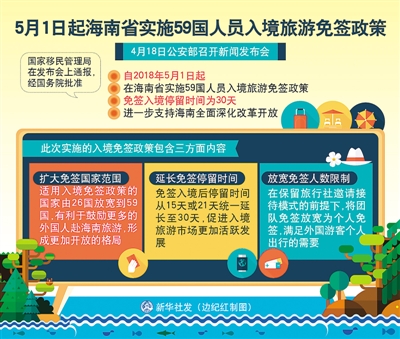 5月1日起海南省实施59国人员入境旅游免签政策
4月18日公安部召开新闻发布会
国家移民管理局
在发布会上通报，
经国务院批准
自2018年5月1日起
在海南省实施59国人员入境旅游免签政策
免签入境停留时间为30天
进一步支持海南全面深化改革开放
此次实施的入境免签政策包含三方面内容
扩大免签国家范围
适用入境免签政策的
国家由26国放宽到59
国，有利于鼓励更多的
外国人赴海南旅游，形
成更加开放的格局
延长免签停留时间
免签入境后停留时间
从15天或21天统一延
长至30天，促进入境
旅游市场更加活跃发
展
放宽免签人数限制
在保留旅行社邀请接
待模式的前提下，将团
队免签放宽为个人免
签，满足外国游客个人
出行的需要
新华社发（边纪红制图）